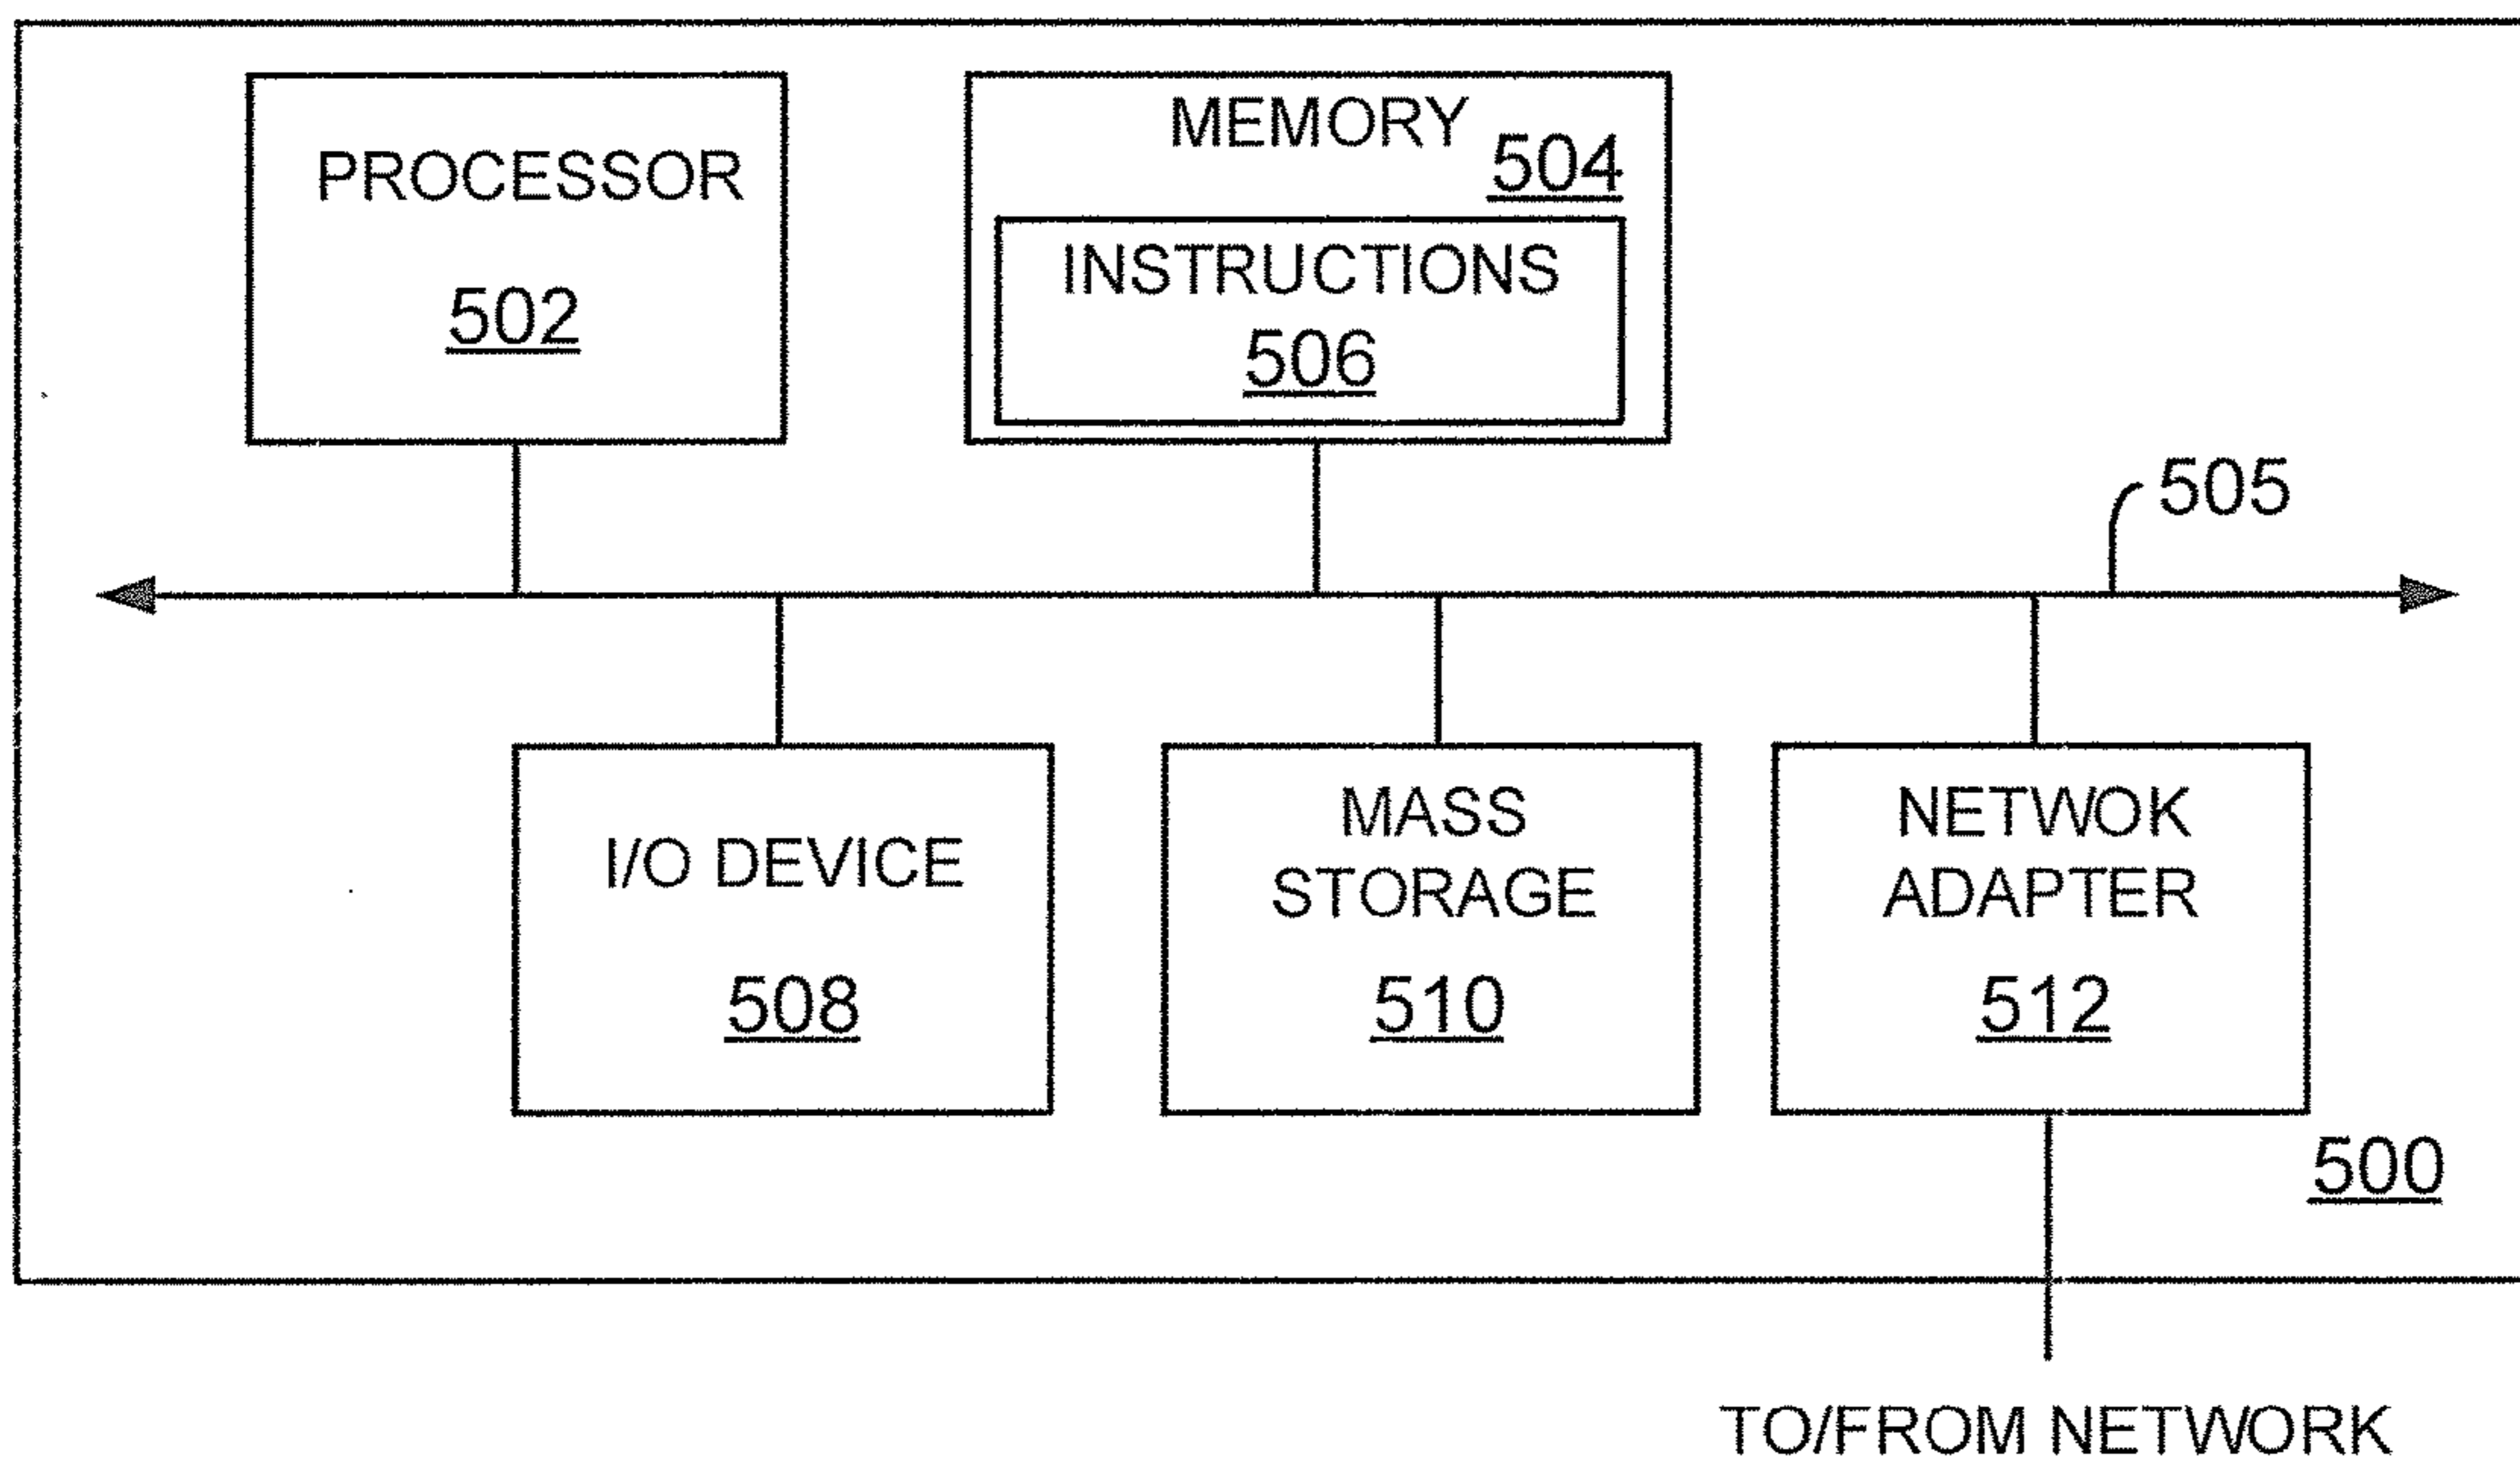 PROCESSOR
502
MEMORY
504
INSTRUCTIONS
506
505
I/O DEVICE
508
MASS
STORAGE
510
NETWOK
ADAPTER
512
500
TO/FROM NETWORK